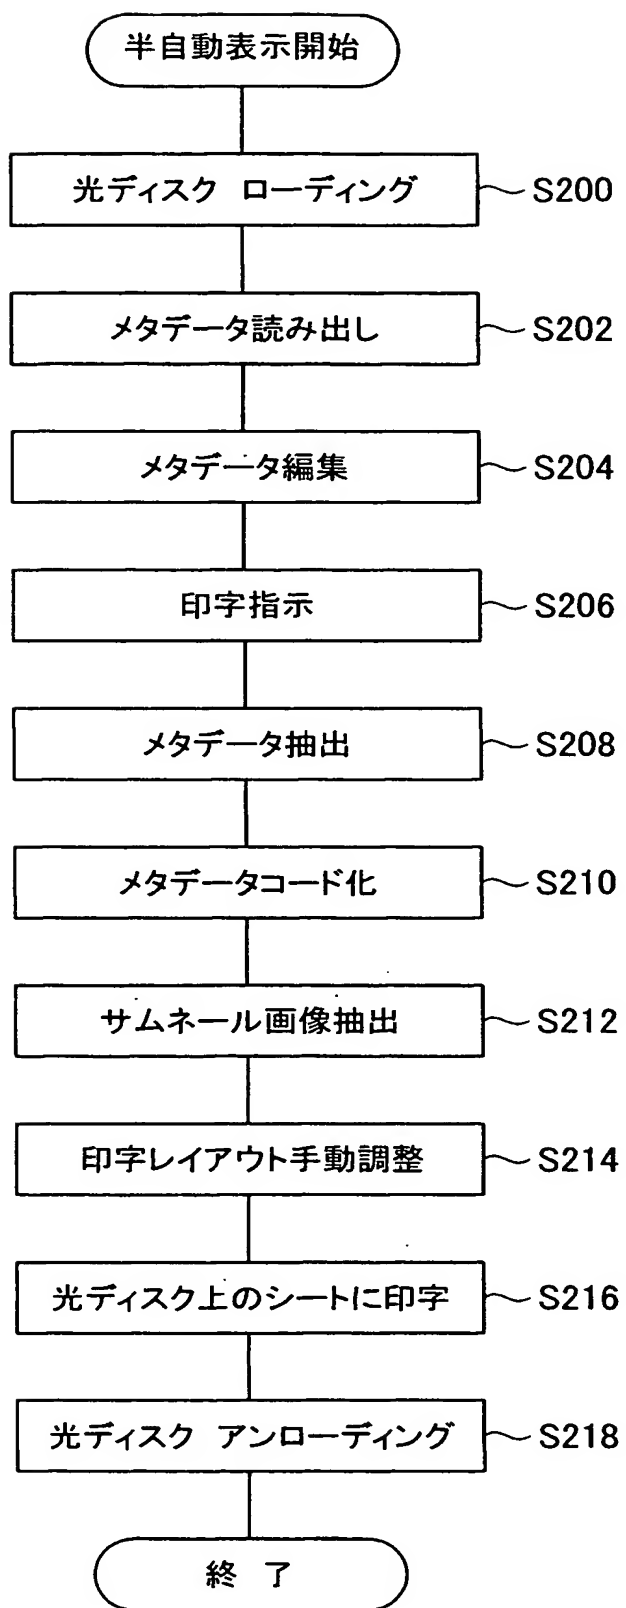 半自動表示開始
光ディスク ローディング S200
メタデータ読み出し S202
メタデータ編集 S204
印字指示 S206
メタデータ抽出 S208
メタデータコード化 S210
サムネール画像抽出 S212
印字レイアウト手動調整 S214
光ディスク上のシートに印字 S216
光ディスク アンローディング S218
終 了